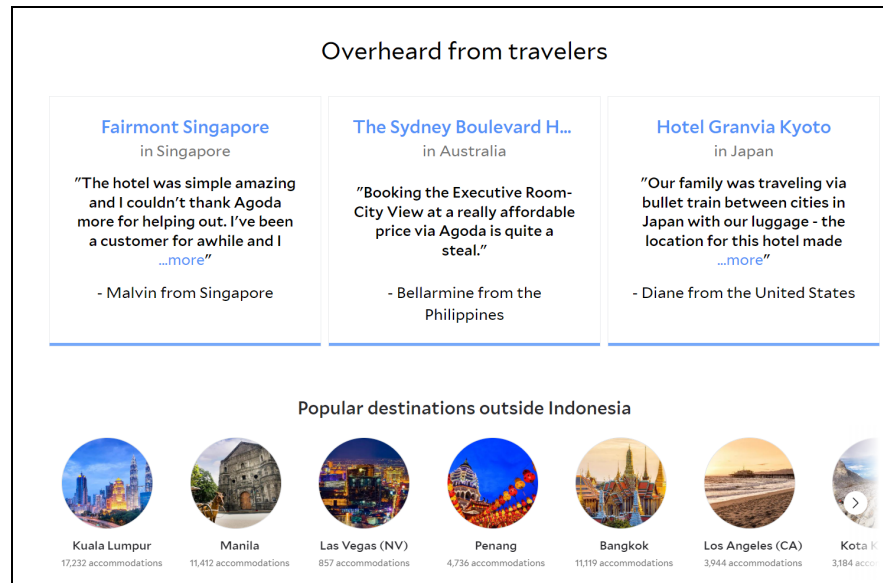 Overheard from travelers
Fairmont Singapore
in Singapore
"The hotel was simple amazing
and I couldn't thank Agoda
more for helping out. I've been
a customer for awhile and I
...more"
- Malvin from Singapore
The Sydney Boulevard H...
in Australia
"Booking the Executive Room-
City View at a really affordable
price via Agoda is quite a
steal."
- Bellarmine from the
Philippines
Hotel Granvia Kyoto
in Japan
"Our family was traveling via
bullet train between cities in
Japan with our luggage - the
location for this hotel made
...more"
- Diane from the United States
Popular destinations outside Indonesia
Kuala Lumpur
17,232 accommodations
Manila
11,412 accommodations
Las Vegas (NV)
857 accommodations
Penang
4,736 accommodations
Bangkok
11,119 accommodations
Los Angeles (CA)
3,944 accommodations
Kota K
3,184 acco